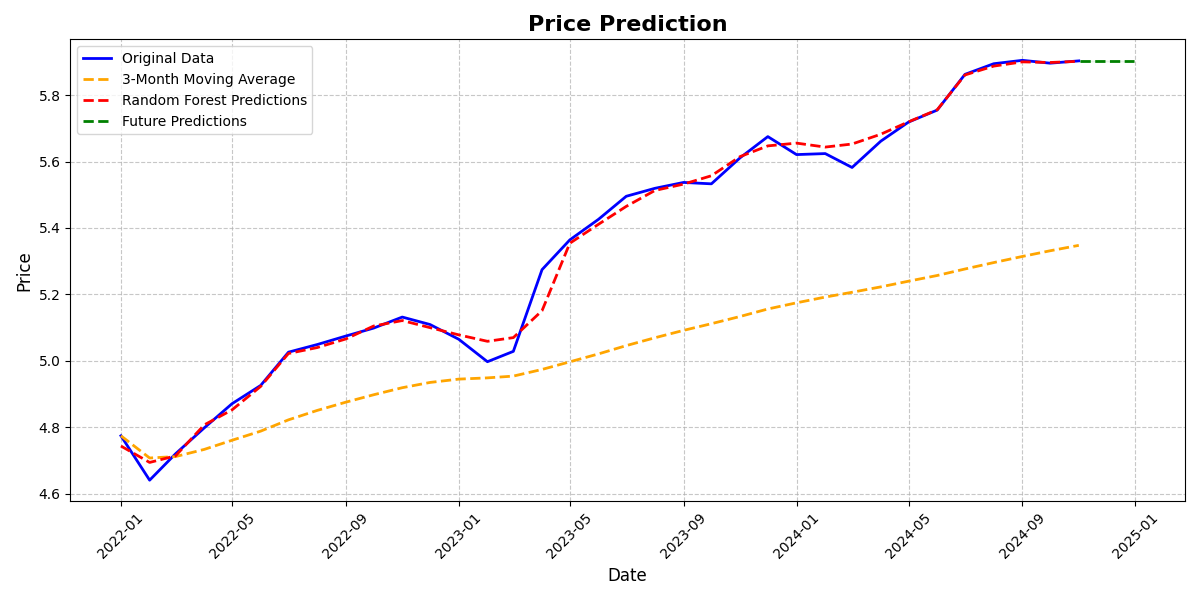 Price Prediction
Original Data
3-Month Moving Average
Random Forest Predictions
Future Predictions
Price
5.8
5.6
5.4
5.2
5.0
4.8
4.6
2022-01
2022-05
2022-09
2023-01
2023-05
2023-09
2024-01
2024-05
2024-09
2025-01
Date